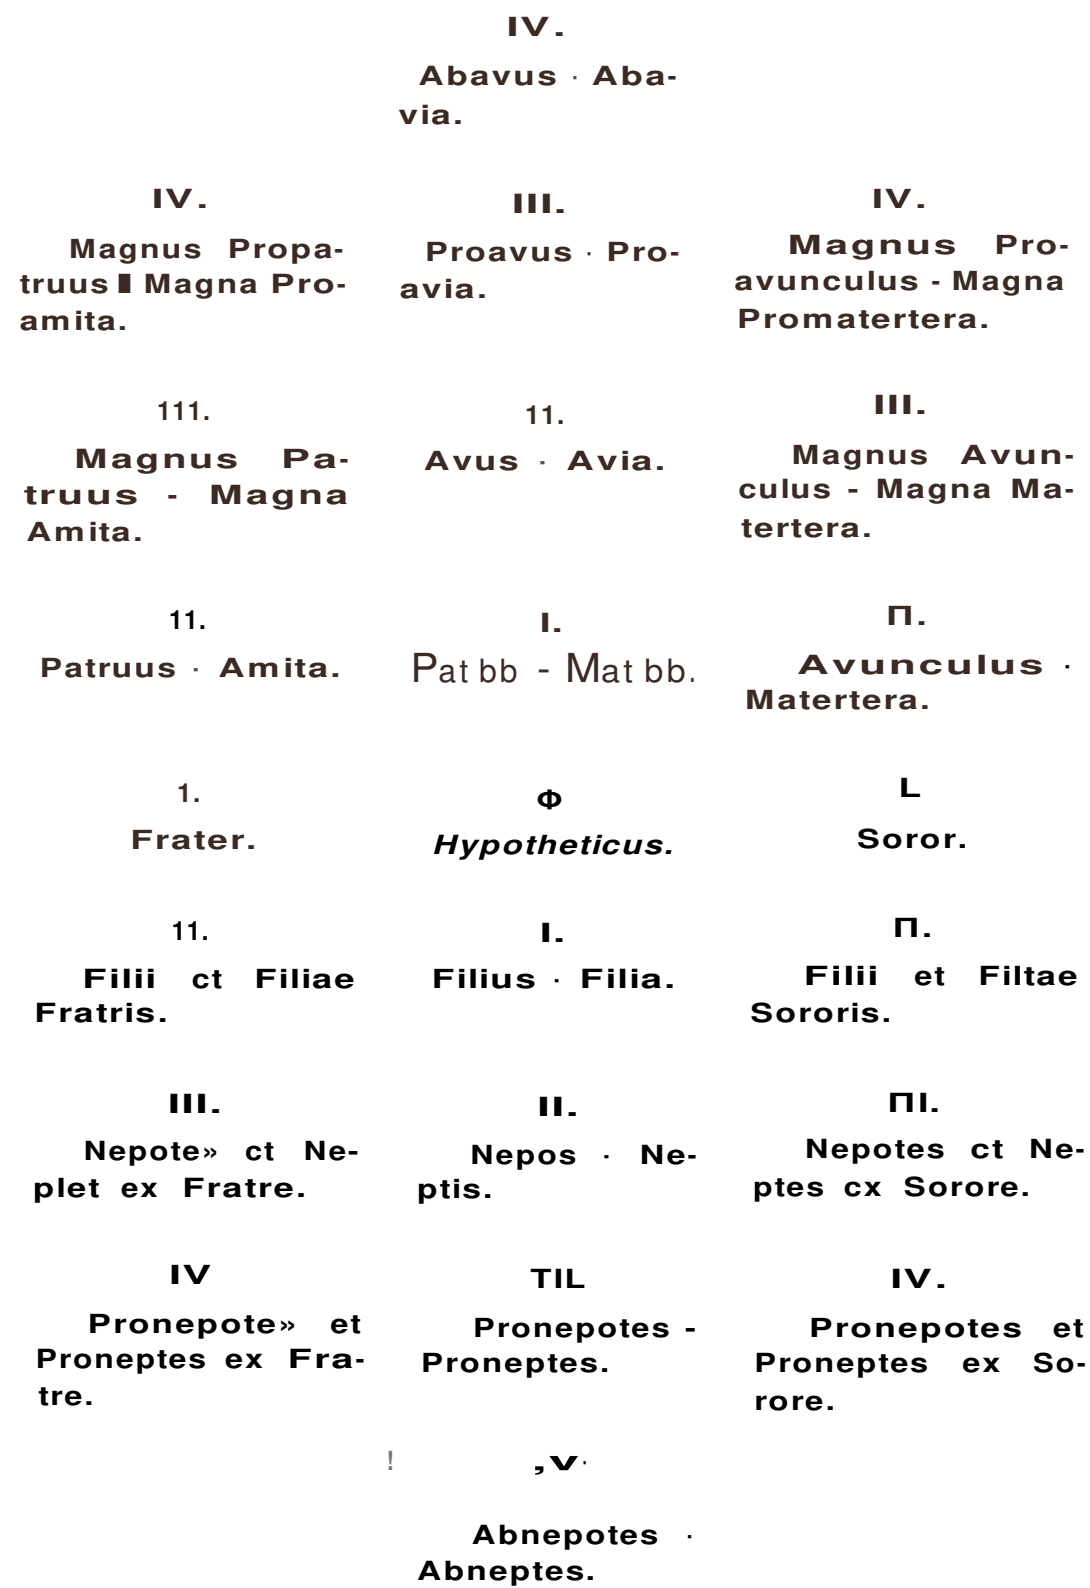 IV.
Abavus · Aba-
via.
IV.
Magnus Propa-
truus ▮ Magna Pro-
amita.
III.
Proavus · Pro-
avia.
IV.
Magnus Pro-
avunculus - Magna
Promatertera.
111.
Magnus Pa-
truus - Magna
Amita.
11.
Avus · Avia.
III.
Magnus Avun-
culus - Magna Ma-
tertera.
11.
Patruus · Amita.
I.
Pat bb - Mat bb.
Π.
Avunculus ·
Matertera.
1.
Frater.
Φ
Hypotheticus.
L
Soror.
11.
Filii ct Filiae
Fratris.
I.
Filius · Filia.
Π.
Filii et Filtae
Sororis.
III.
Nepote» ct Ne-
plet ex Fratre.
II.
Nepos · Ne-
ptis.
ΠI.
Nepotes ct Ne-
ptes cx Sorore.
IV
Pronepote» et
Proneptes ex Fra-
tre.
TIL
Pronepotes -
Proneptes.
IV.
Pronepotes et
Proneptes ex So-
rore.
! ,v·
Abnepotes ·
Abneptes.